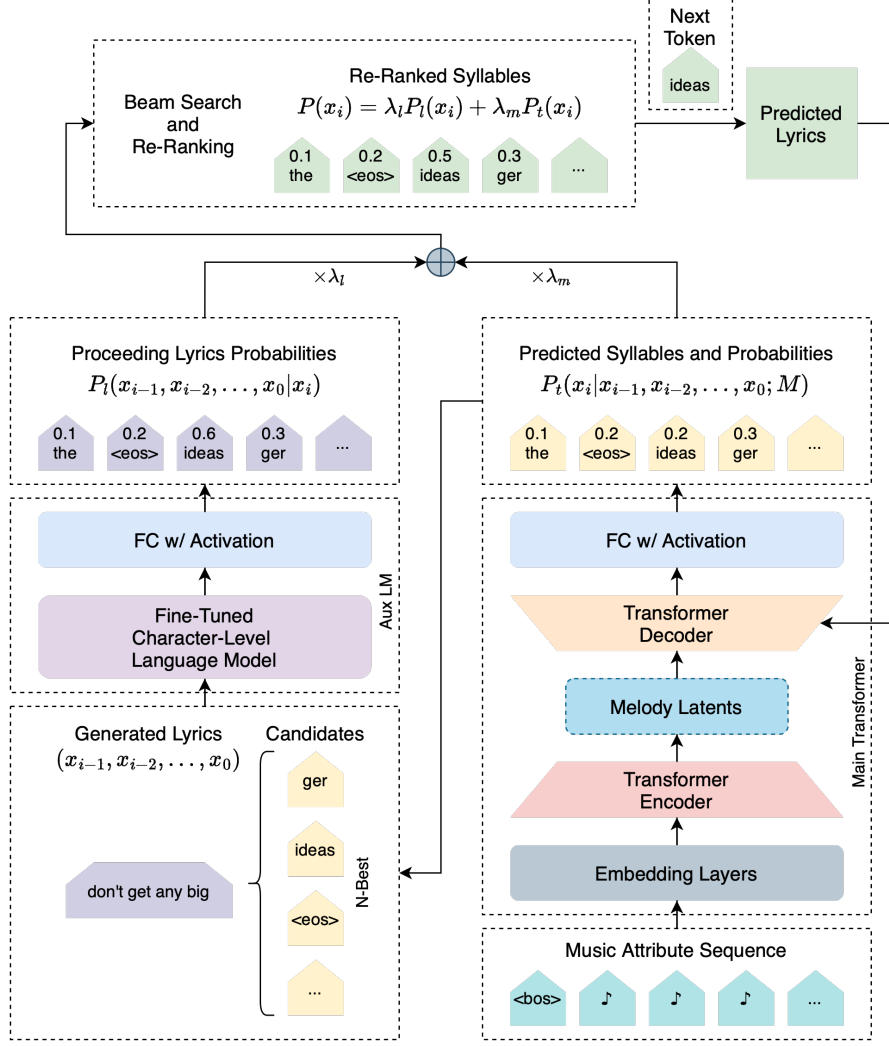 Next
Token
ideas
Beam Search
and
Re-Ranking
Re-Ranked Syllables
P(x_i) = λ_l P_l(x_i) + λ_m P_t(x_i)
0.1
the
0.2
<eos>
0.5
ideas
0.3
ger
...
Predicted
Lyrics
×λ_l
×λ_m
Proceeding Lyrics Probabilities
P_l(x_{i−1}, x_{i−2}, . . . , x_0|x_i)
0.1
the
0.2
<eos>
0.6
ideas
0.3
ger
...
Predicted Syllables and Probabilities
P_t(x_i|x_{i−1}, x_{i−2}, . . . , x_0; M)
0.1
the
0.2
<eos>
0.2
ideas
0.3
ger
...
FC w/ Activation
Fine-Tuned
Character-Level
Language Model
Aux LM
FC w/ Activation
Transformer
Decoder
Melody Latents
Transformer
Encoder
Embedding Layers
Main Transformer
Generated Lyrics
(x_{i−1}, x_{i−2}, . . . , x_0)
don't get any big
Candidates
ger
ideas
<eos>
...
N-Best
Music Attribute Sequence
<bos>
♪
♪
♪
...